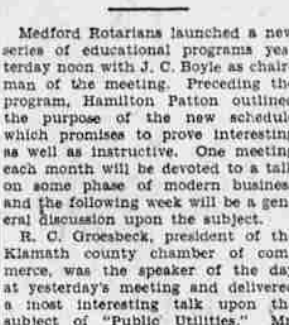 Medford Rotarians launched a new
series of educational programs yes-
terday noon with J. C. Boyle as chair-
man of the meeting. Preceding the
program, Hamilton Patton outlined
the purpose of the new schedule
which promises to prove interesting
as well as instructive. One meeting
each month will be devoted to a talk
on some phase of modern business
and the following week will be a gen-
eral discussion upon the subject.
R. C. Groesbeck, president of the
Klamath county chamber of com-
merce, was the speaker of the day
at yesterday's meeting and delivered
a most interesting talk upon the
subject of "Public Utilities." Mr.